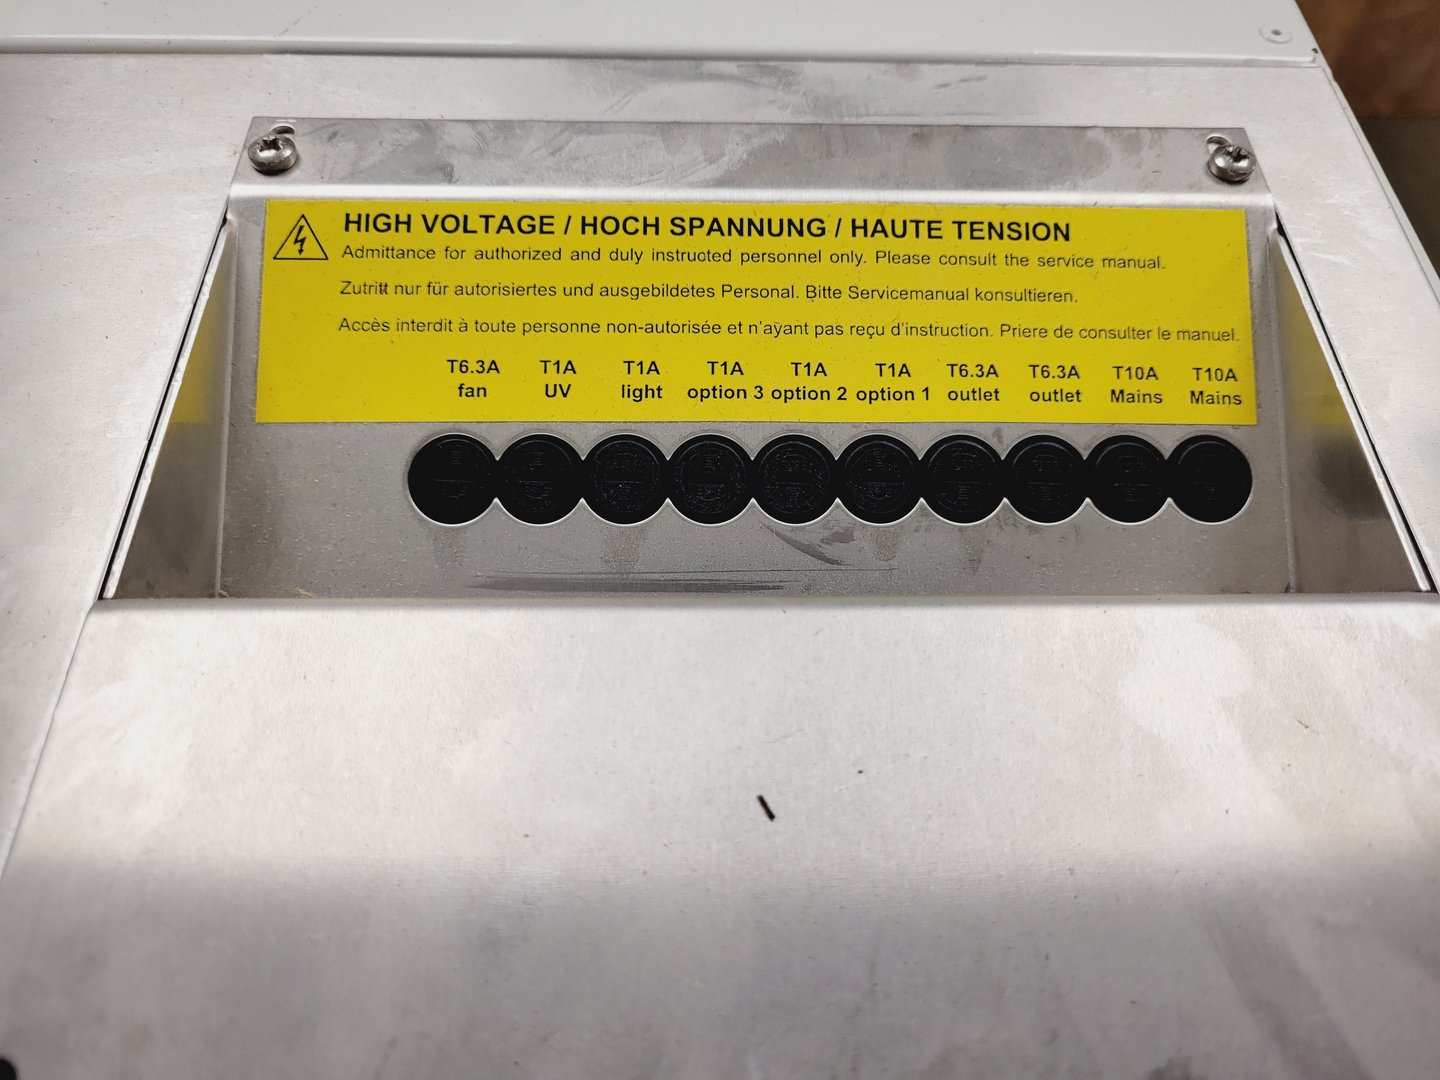 HIGH VOLTAGE / HOCH SPANNUNG / HAUTE TENSION
Admittance for authorized and duly instructed personnel only. Please consult the service manual.
Zutritt nur für autorisiertes und ausgebildetes Personal. Bitte Servicemanual konsultieren.
Accès interdit à toute personne non-autorisée et n'ayant pas reçu d'instruction. Priere de consulter le manuel.
T6.3A T1A T1A T1A T1A T1A T6.3A T6.3A T10A T10A
fan UV light option 3 option 2 option 1 outlet outlet Mains Mains